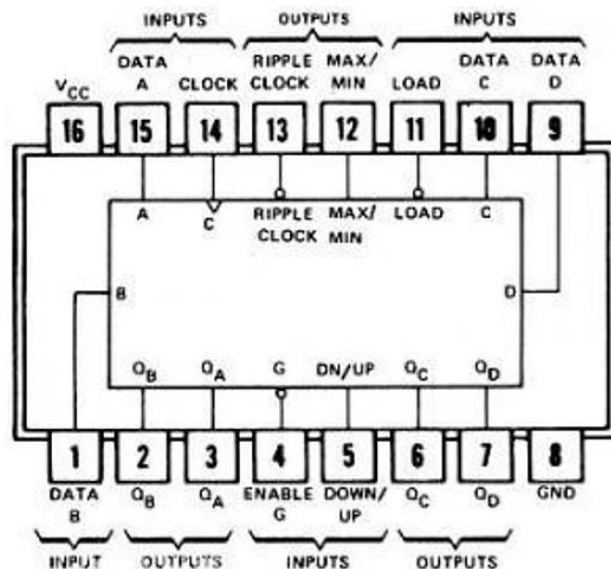 INPUTS OUTPUTS INPUTS
DATA RIPPLE MAX/ DATA DATA
VCC A CLOCK CLOCK MIN LOAD C D
16 15 14 13 12 11 10 9
A C RIPPLE MAX/ LOAD C
CLOCK MIN
B D
QB QA G DN/UP QC QD
1 2 3 4 5 6 7 8
DATA QB QA ENABLE DOWN/ QC QD GND
B G UP
INPUT OUTPUTS INPUTS OUTPUTS